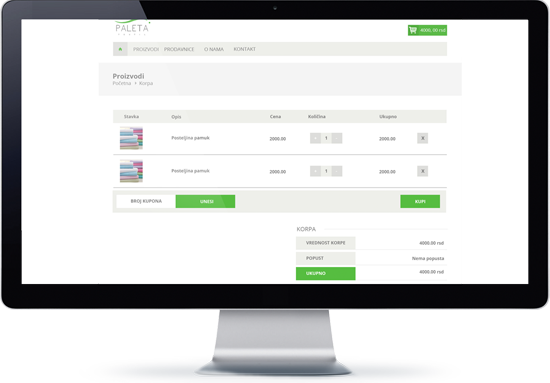 PALETA
4000.00 rsd
PROIZVODI PRODAVNICE O NAMA KONTAKT
Proizvodi
Početna Korpa
Stavka Opis Cena Količina Ukupno
Posteljina pamuk 2000.00 - 1 2000.00 X
Posteljina pamuk 2000.00 - 1 2000.00 X
BROJ KUPONA UNESI KUPI
KORPA
VREDNOST KORPE 4000.00 rsd
POPUST Nema popusta
UKUPNO 4000.00 rsd